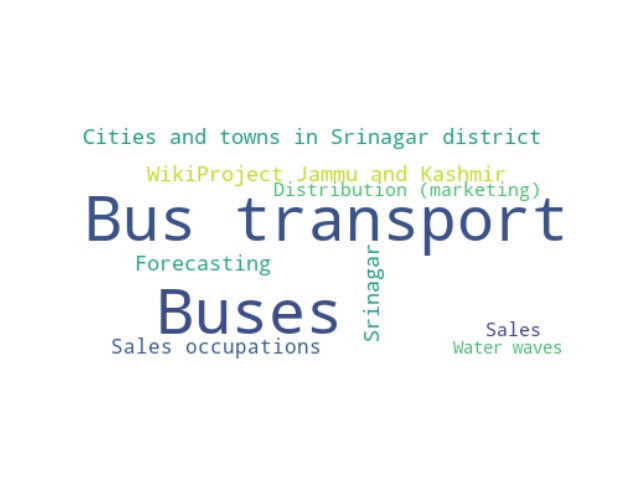 Cities and towns in Srinagar district
WikiProject Jammu and Kashmir
Distribution (marketing)
Bus transport
Forecasting
Srinagar
Buses
Sales
Sales occupations
Water waves